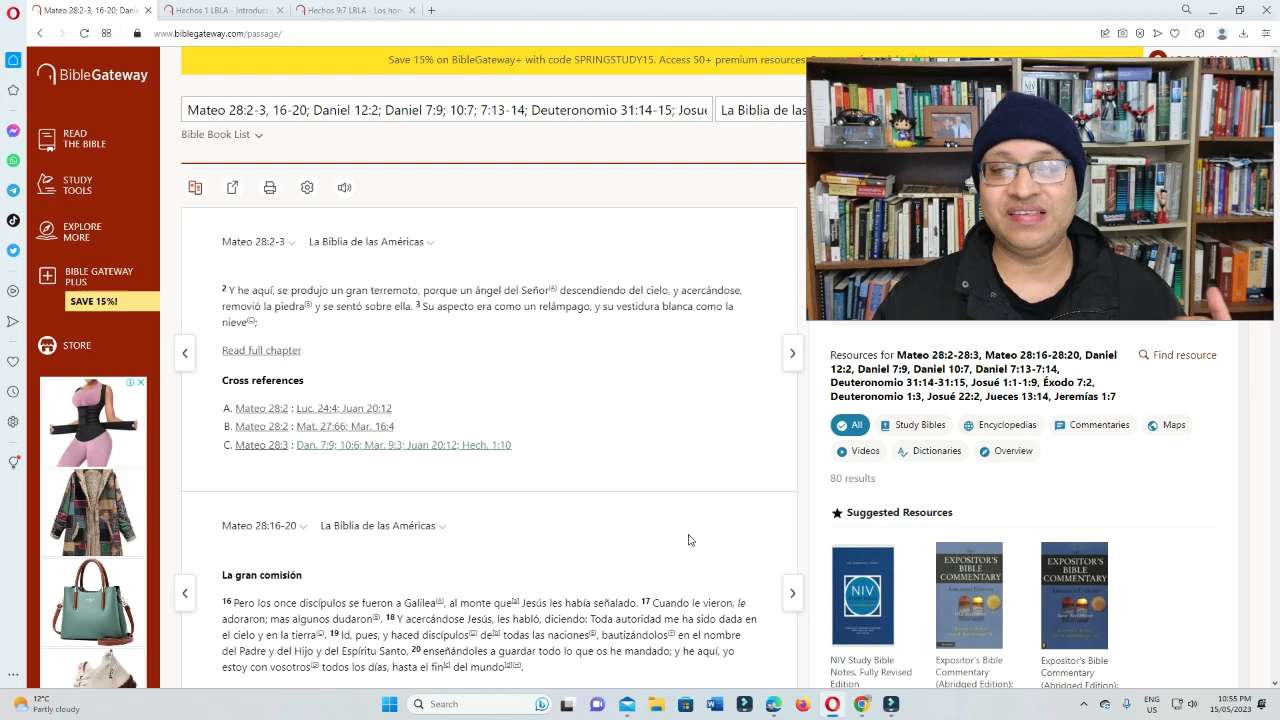 Mateo 28:2-3, 16-20; Danie
Hechos 1 LBLA - Introducci
Hechos 9:7 LBLA - Los hom
www.biblegateway.com/passage/
Save 15% on BibleGateway+ with code SPRINGSTUDY15. Access 50+ premium resources
BibleGateway
READ
THE BIBLE
STUDY
TOOLS
EXPLORE
MORE
BIBLE GATEWAY
PLUS
SAVE 15%!
STORE
Mateo 28:2-3, 16-20; Daniel 12:2; Daniel 7:9; 10:7; 7:13-14; Deuteronomio 31:14-15; Josué
La Biblia de las
Bible Book List
Mateo 28:2-3 La Biblia de las Américas
2 Y he aquí, se produjo un gran terremoto, porque un ángel del Señor(A) descendiendo del cielo, y acercándose,
removió la piedra(B) y se sentó sobre ella. 3 Su aspecto era como un relámpago, y su vestidura blanca como la
nieve(C);
Read full chapter
Cross references
A. Mateo 28:2 : Luc. 24:4; Juan 20:12
B. Mateo 28:2 : Mat. 27:66; Mar. 16:4
C. Mateo 28:3 : Dan. 7:9; 10:6; Mar. 9:3; Juan 20:12; Hech. 1:10
Mateo 28:16-20 La Biblia de las Américas
La gran comisión
16 Pero los once discípulos se fueron a Galilea(A), al monte que[a] Jesús les había señalado. 17 Cuando le vieron, le
adoraron; mas algunos dudaron. 18 Y acercándose Jesús, les habló, diciendo: Toda autoridad me ha sido dada en
el cielo y en la tierra. 19 Id, pues, y haced discípulos de todas las naciones, bautizándolos en el nombre
del Padre y del Hijo y del Espíritu Santo, 20 enseñándoles a guardar todo lo que os he mandado; y he aquí, yo
estoy con vosotros todos los días, hasta el fin del mundo.
Resources for Mateo 28:2-28:3, Mateo 28:16-28:20, Daniel
12:2, Daniel 7:9, Daniel 10:7, Daniel 7:13-7:14,
Deuteronomio 31:14-31:15, Josué 1:1-1:9, Éxodo 7:2,
Deuteronomio 1:3, Josué 22:2, Jueces 13:14, Jeremías 1:7
Find resource
All
Study Bibles
Encyclopedias
Commentaries
Maps
Videos
Dictionaries
Overview
80 results
Suggested Resources
NIV
EXPOSITOR'S
BIBLE
COMMENTARY
EXPOSITOR'S
BIBLE
COMMENTARY
NIV Study Bible
Notes, Fully Revised
Edition
Expositor's Bible
Commentary
(Abridged Edition):
Expositor's Bible
Commentary
(Abridged Edition):
12°C
Partly cloudy
Search
ENG
US
10:55 PM
15/05/2023